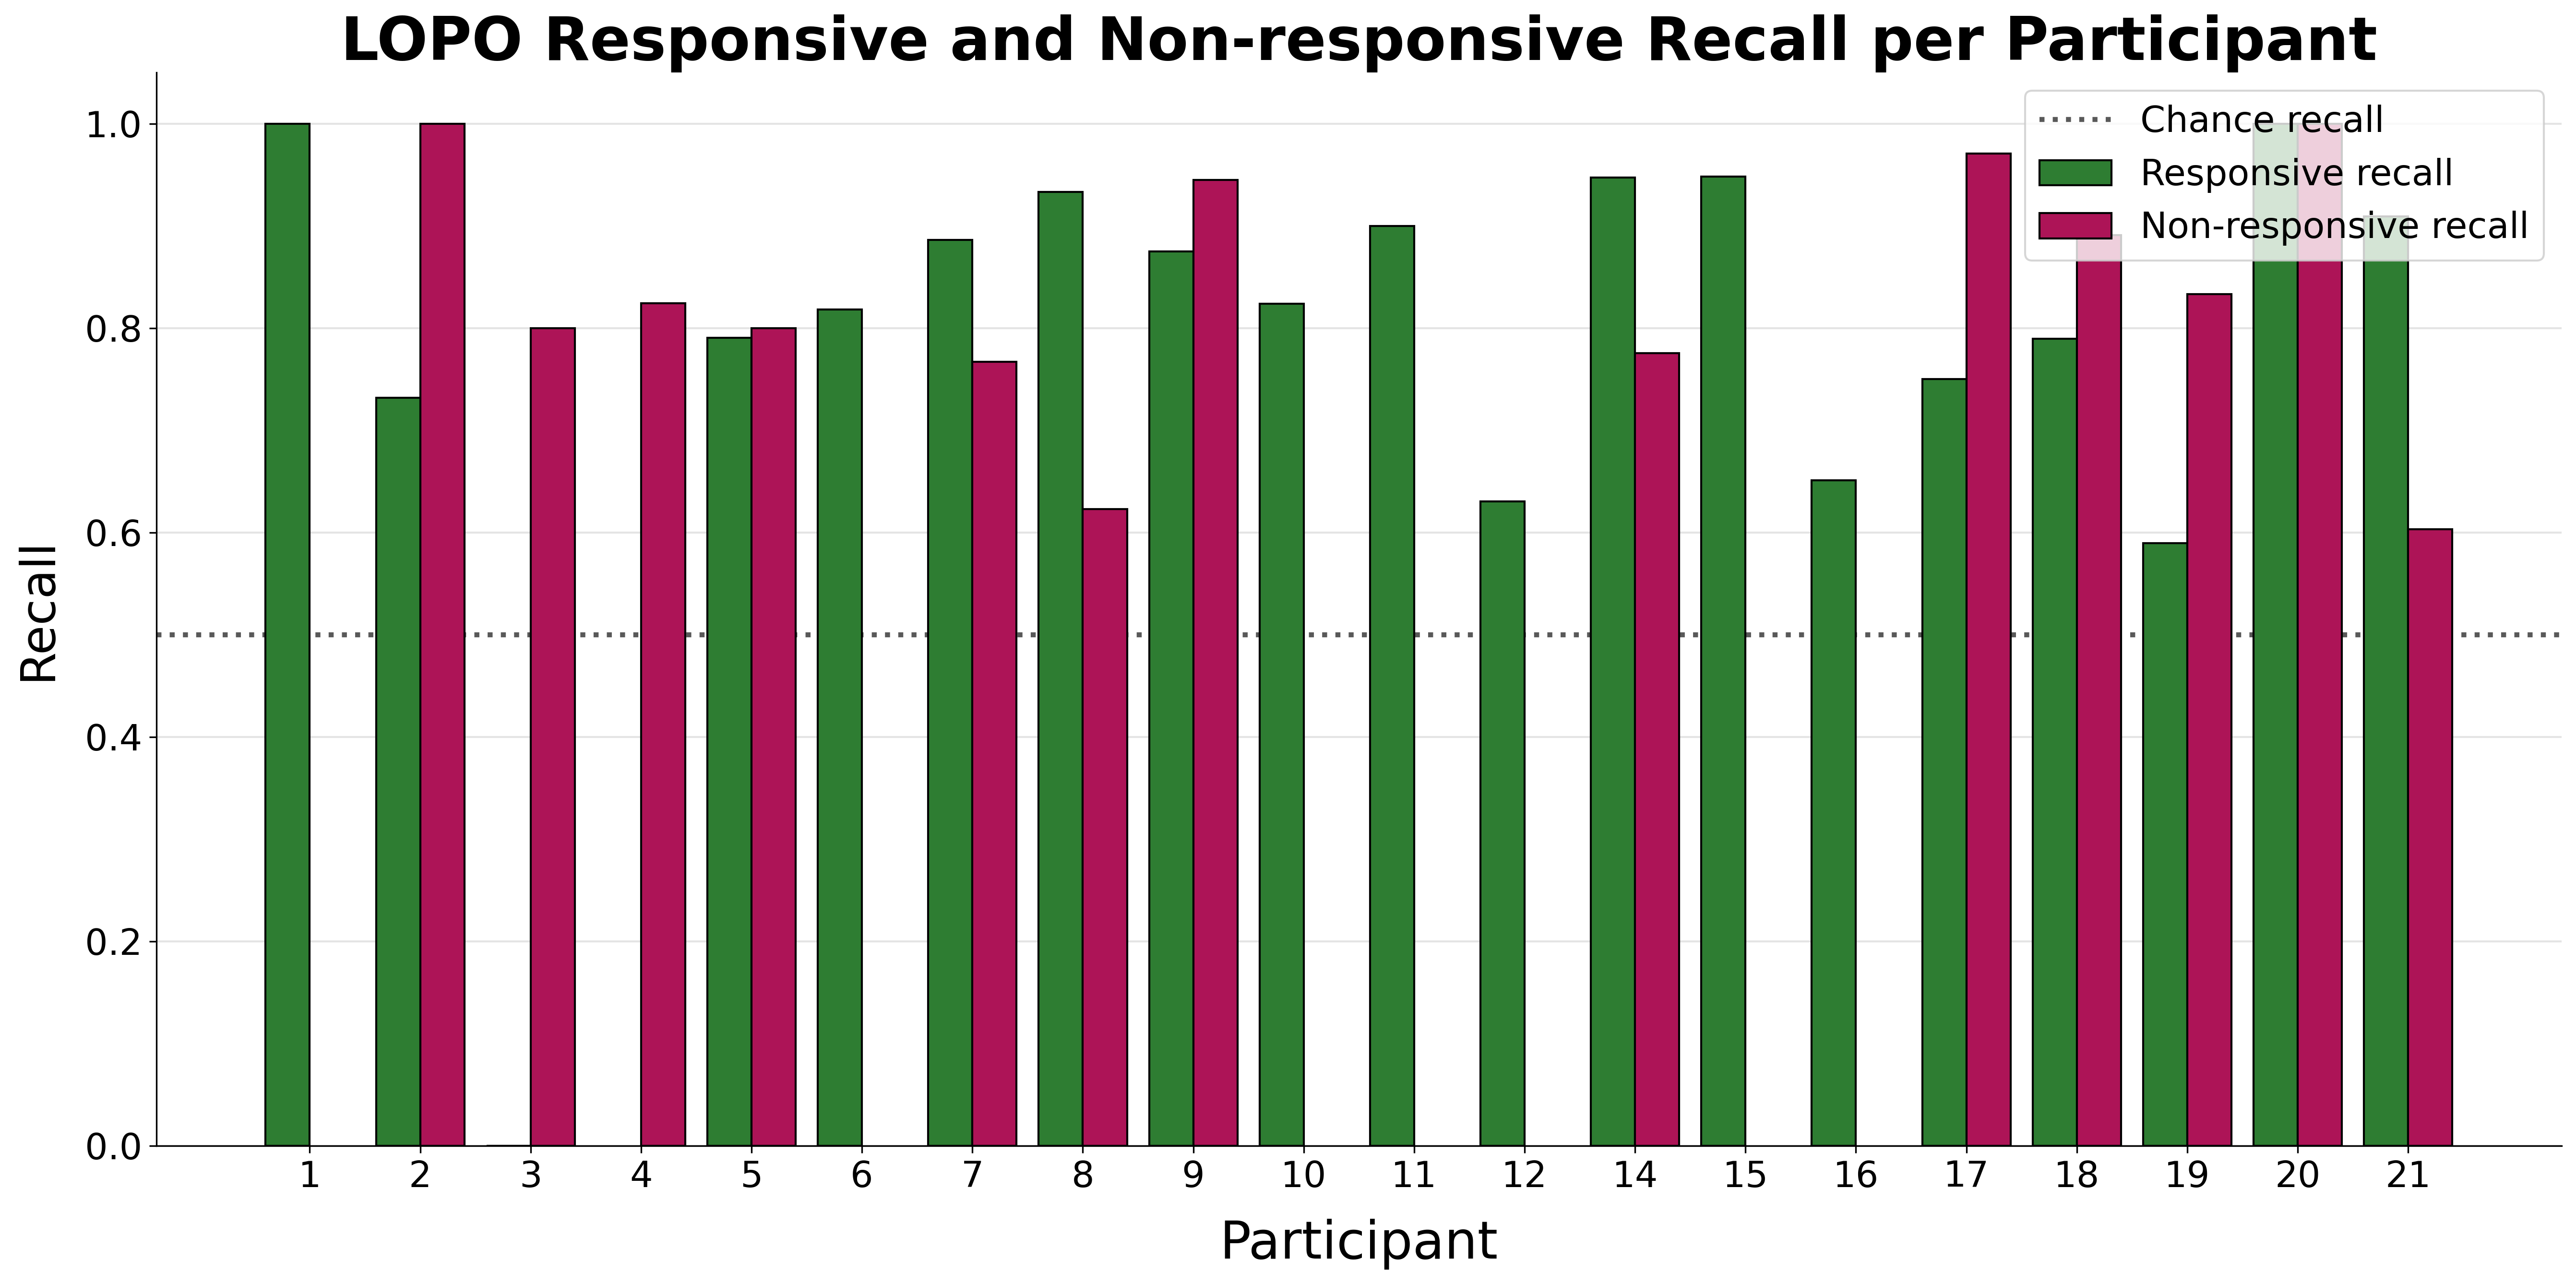 LOPO Responsive and Non-responsive Recall per Participant
Chance recall
Responsive recall
Non-responsive recall
Recall
1.0
0.8
0.6
0.4
0.2
0.0
1 2 3 4 5 6 7 8 9 10 11 12 14 15 16 17 18 19 20 21
Participant